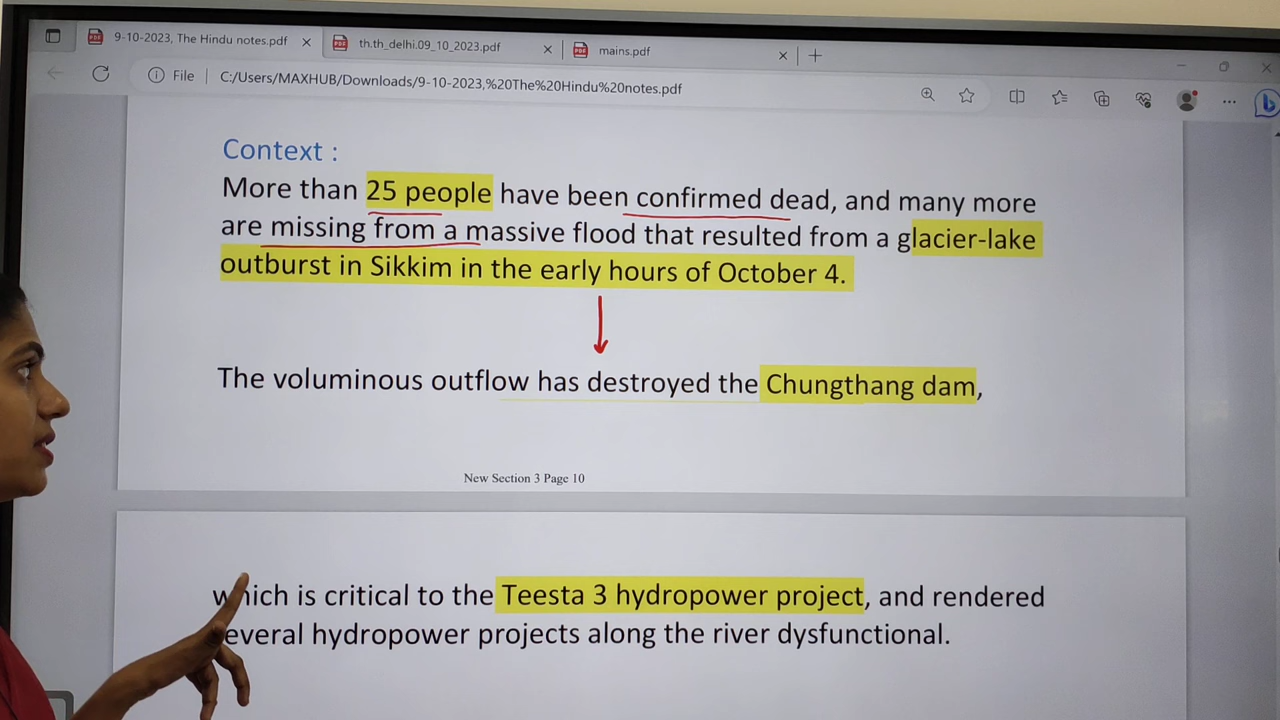 9-10-2023, The Hindu notes.pdf
th.th_delhi.09_10_2023.pdf
mains.pdf
File
C:/Users/MAXHUB/Downloads/9-10-2023,%20The%20Hindu%20notes.pdf
Context :
More than 25 people have been confirmed dead, and many more
are missing from a massive flood that resulted from a glacier-lake
outburst in Sikkim in the early hours of October 4.
The voluminous outflow has destroyed the Chungthang dam,
New Section 3 Page 10
which is critical to the Teesta 3 hydropower project, and rendered
everal hydropower projects along the river dysfunctional.